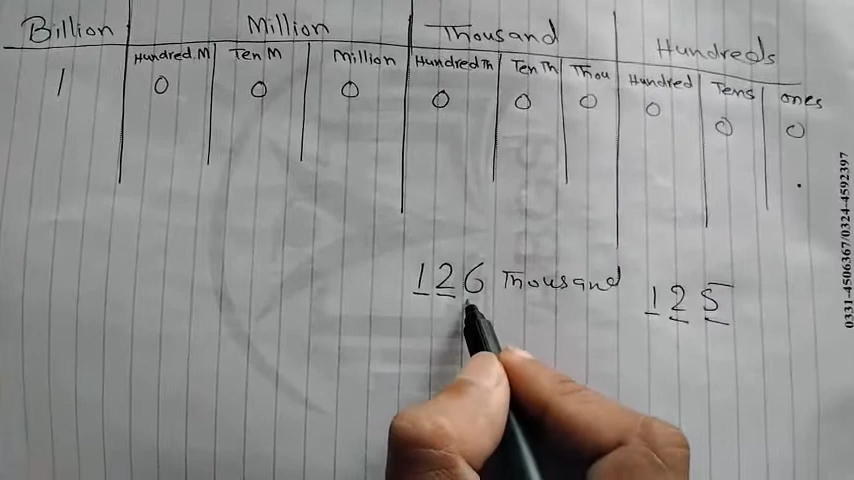 Billion Million Thousand Hundreds
Hundred.M Ten M Million Hundred Th Ten Th Thou Hundred Tens ones
1 0 0 0 0 0 0 0 0 0
126 Thousand 125
0331-4506367/0324-4592397